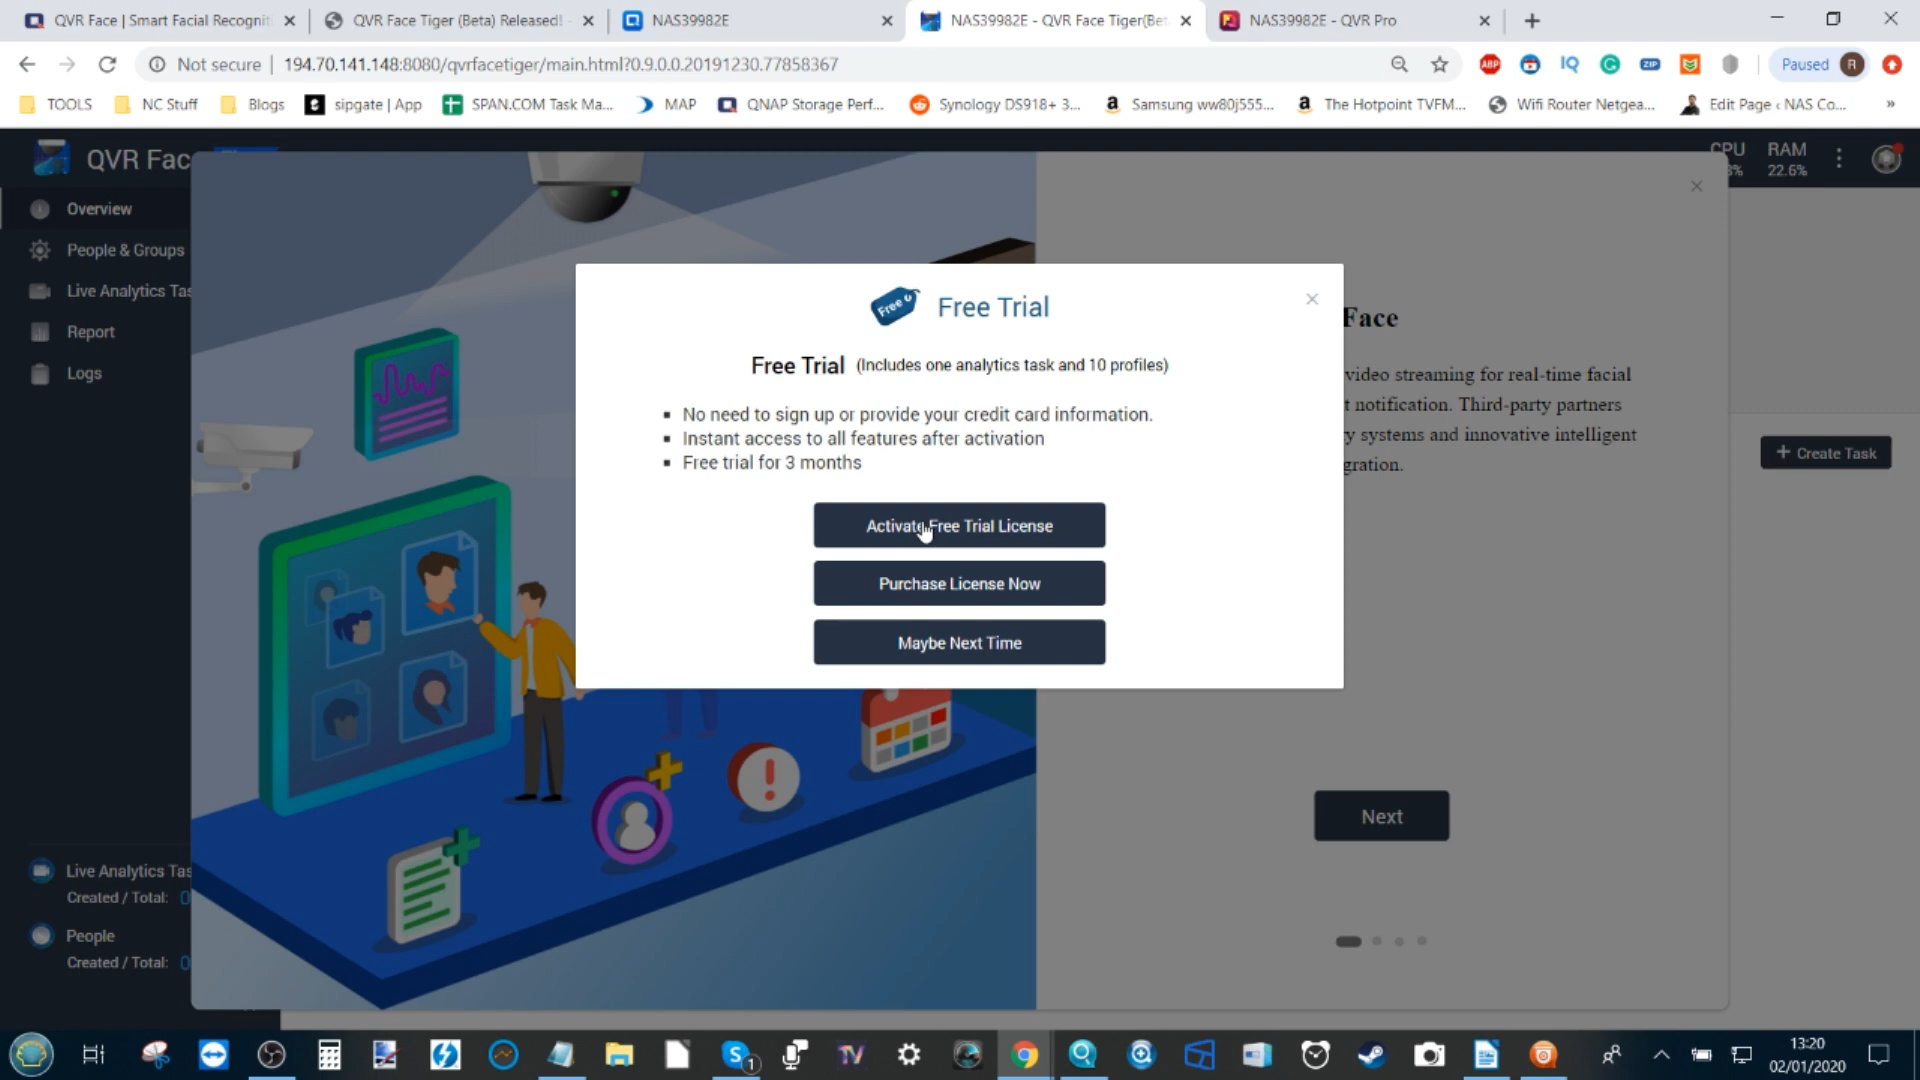 QVR Face | Smart Facial Recognit
QVR Face Tiger (Beta) Released! -
NAS39982E
NAS39982E - QVR Face Tiger(Bet
NAS39982E - QVR Pro
Not secure | 194.70.141.148:8080/qvrfacetiger/main.html?0.9.0.0.20191230.77858367
ABP
IQ
ZIP
Paused R
TOOLS
NC Stuff
Blogs
sipgate | App
SPAN.COM Task Ma...
MAP
QNAP Storage Perf...
Synology DS918+ 3...
Samsung ww80j555...
The Hotpoint TVFM...
Wifi Router Netgea...
Edit Page ‹ NAS Co...
»
QVR Fac
CPU
RAM
22.6%
Overview
People & Groups
Live Analytics Tas
Report
Logs
Free
Free Trial
Free Trial (Includes one analytics task and 10 profiles)
No need to sign up or provide your credit card information.
Instant access to all features after activation
Free trial for 3 months
Activate Free Trial License
Purchase License Now
Maybe Next Time
Face
video streaming for real-time facial
t notification. Third-party partners
y systems and innovative intelligent
gration.
+ Create Task
Next
Live Analytics Tas
Created / Total: 0
People
Created / Total: 0
13:20
02/01/2020